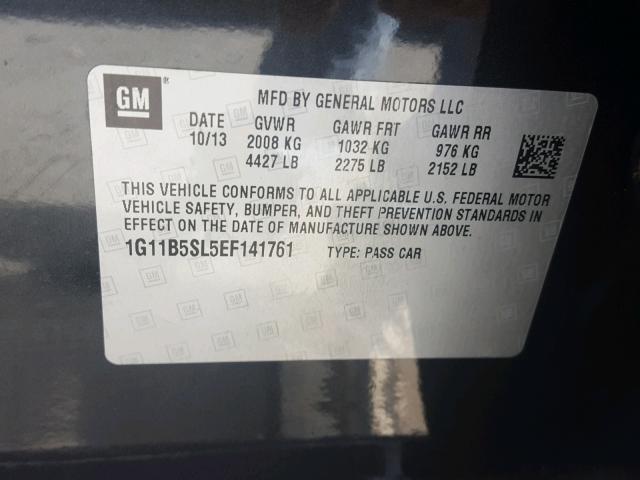 GM
MFD BY GENERAL MOTORS LLC
DATE GVWR GAWR FRT GAWR RR
10/13 2008 KG 1032 KG 976 KG
4427 LB 2275 LB 2152 LB
THIS VEHICLE CONFORMS TO ALL APPLICABLE U.S. FEDERAL MOTOR
VEHICLE SAFETY, BUMPER, AND THEFT PREVENTION STANDARDS IN
EFFECT ON THE DATE OF MANUFACTURE SHOWN ABOVE.
1G11B5SL5EF141761 TYPE: PASS CAR